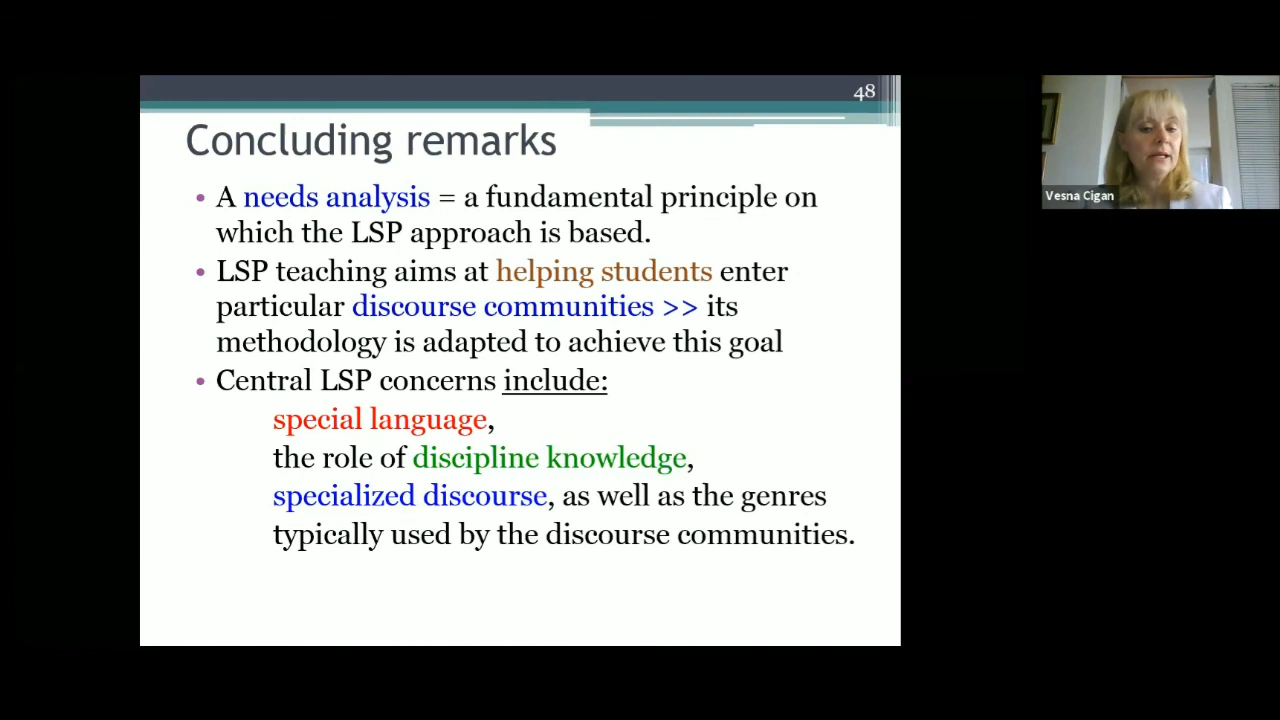 48
Concluding remarks
• A needs analysis = a fundamental principle on
which the LSP approach is based.
• LSP teaching aims at helping students enter
particular discourse communities >> its
methodology is adapted to achieve this goal
• Central LSP concerns include:
special language,
the role of discipline knowledge,
specialized discourse, as well as the genres
typically used by the discourse communities.
Vesna Cigan